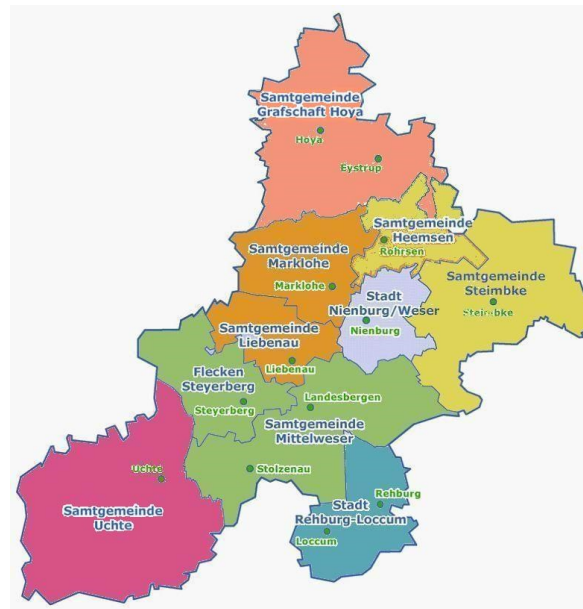 Samtgemeinde
Grafschaft Hoya
Hoya
Eystrup
Samtgemeinde
Heemsen
Rohrsen
Samtgemeinde
Marklohe
Marklohe
Samtgemeinde
Steimbke
Steimbke
Stadt
Nienburg/Weser
Nienburg
Samtgemeinde
Liebenau
Liebenau
Flecken
Steyerberg
Steyerberg
Landesbergen
Samtgemeinde
Mittelweser
Stolzenau
Uchte
Samtgemeinde
Uchte
Rehburg
Stadt
Rehburg-Loccum
Loccum